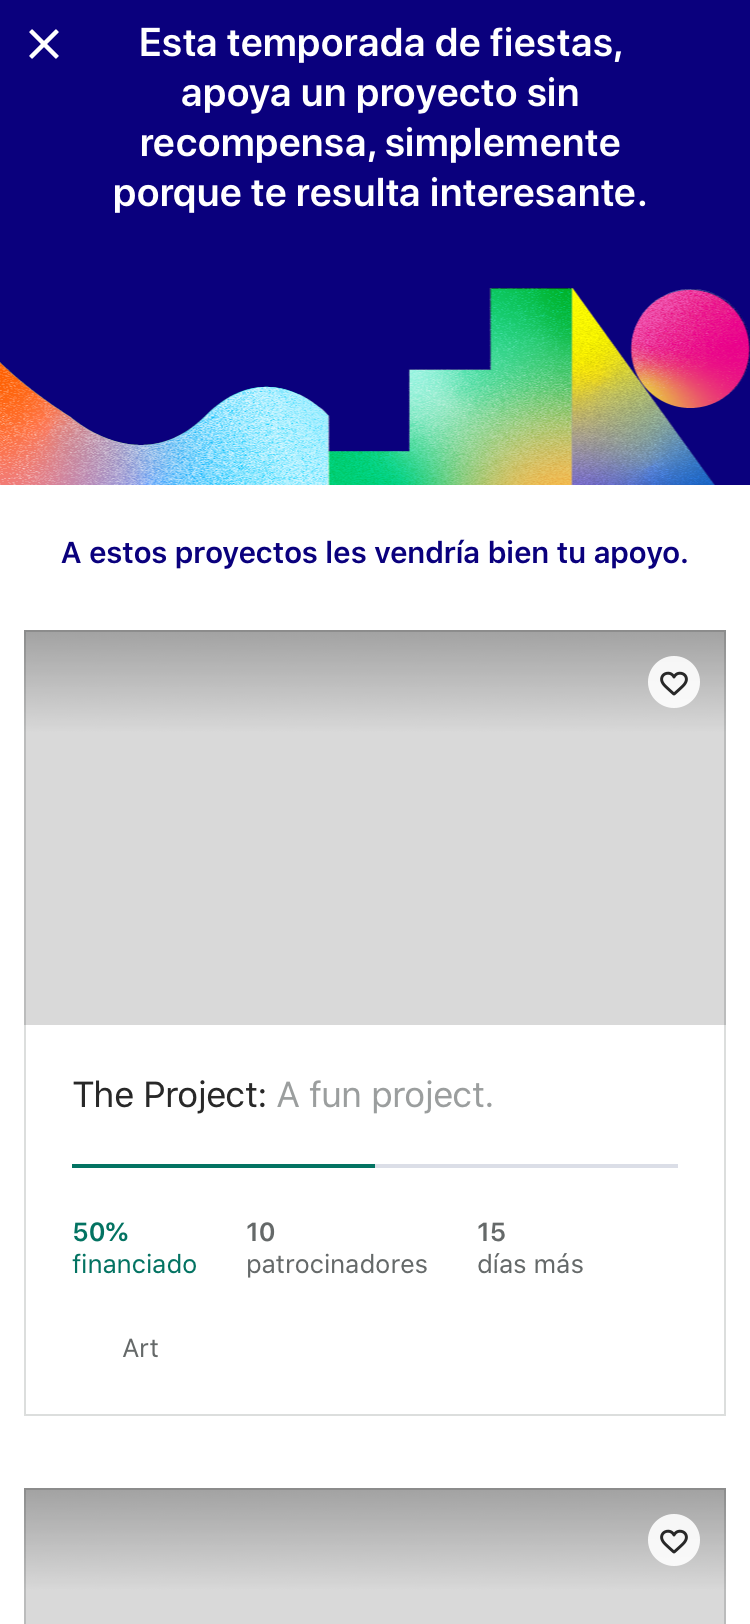 Esta temporada de fiestas,
apoya un proyecto sin
recompensa, simplemente
porque te resulta interesante.
A estos proyectos les vendría bien tu apoyo.
The Project: A fun project.
50% 10 15
financiado patrocinadores días más
Art